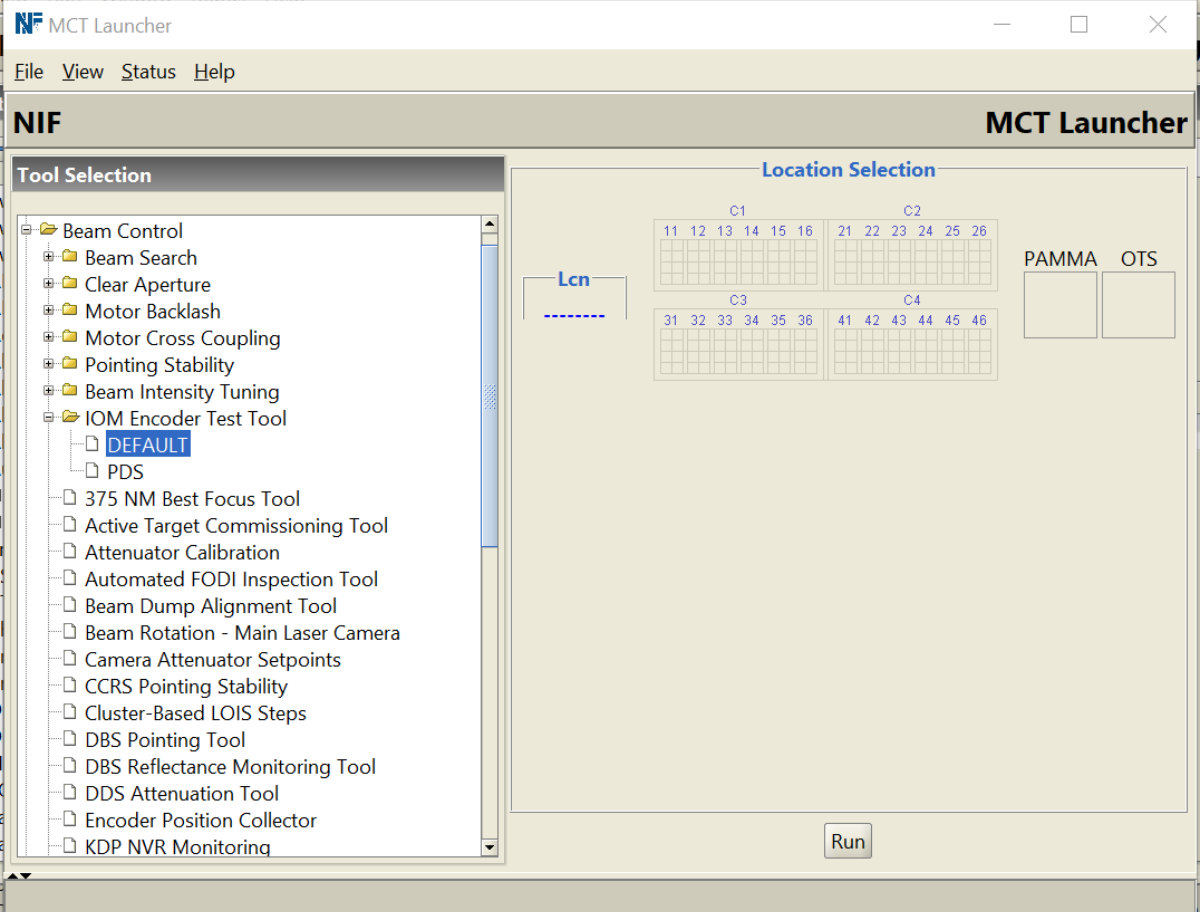 NIF MCT Launcher
File View Status Help
NIF
MCT Launcher
Tool Selection
Beam Control
Beam Search
Clear Aperture
Motor Backlash
Motor Cross Coupling
Pointing Stability
Beam Intensity Tuning
IOM Encoder Test Tool
DEFAULT
PDS
375 NM Best Focus Tool
Active Target Commissioning Tool
Attenuator Calibration
Automated FODI Inspection Tool
Beam Dump Alignment Tool
Beam Rotation - Main Laser Camera
Camera Attenuator Setpoints
CCRS Pointing Stability
Cluster-Based LOIS Steps
DBS Pointing Tool
DBS Reflectance Monitoring Tool
DDS Attenuation Tool
Encoder Position Collector
KDP NVR Monitoring
Location Selection
Lcn
--------
C1 C2
11 12 13 14 15 16 21 22 23 24 25 26
C3 C4
31 32 33 34 35 36 41 42 43 44 45 46
PAMMA OTS
Run